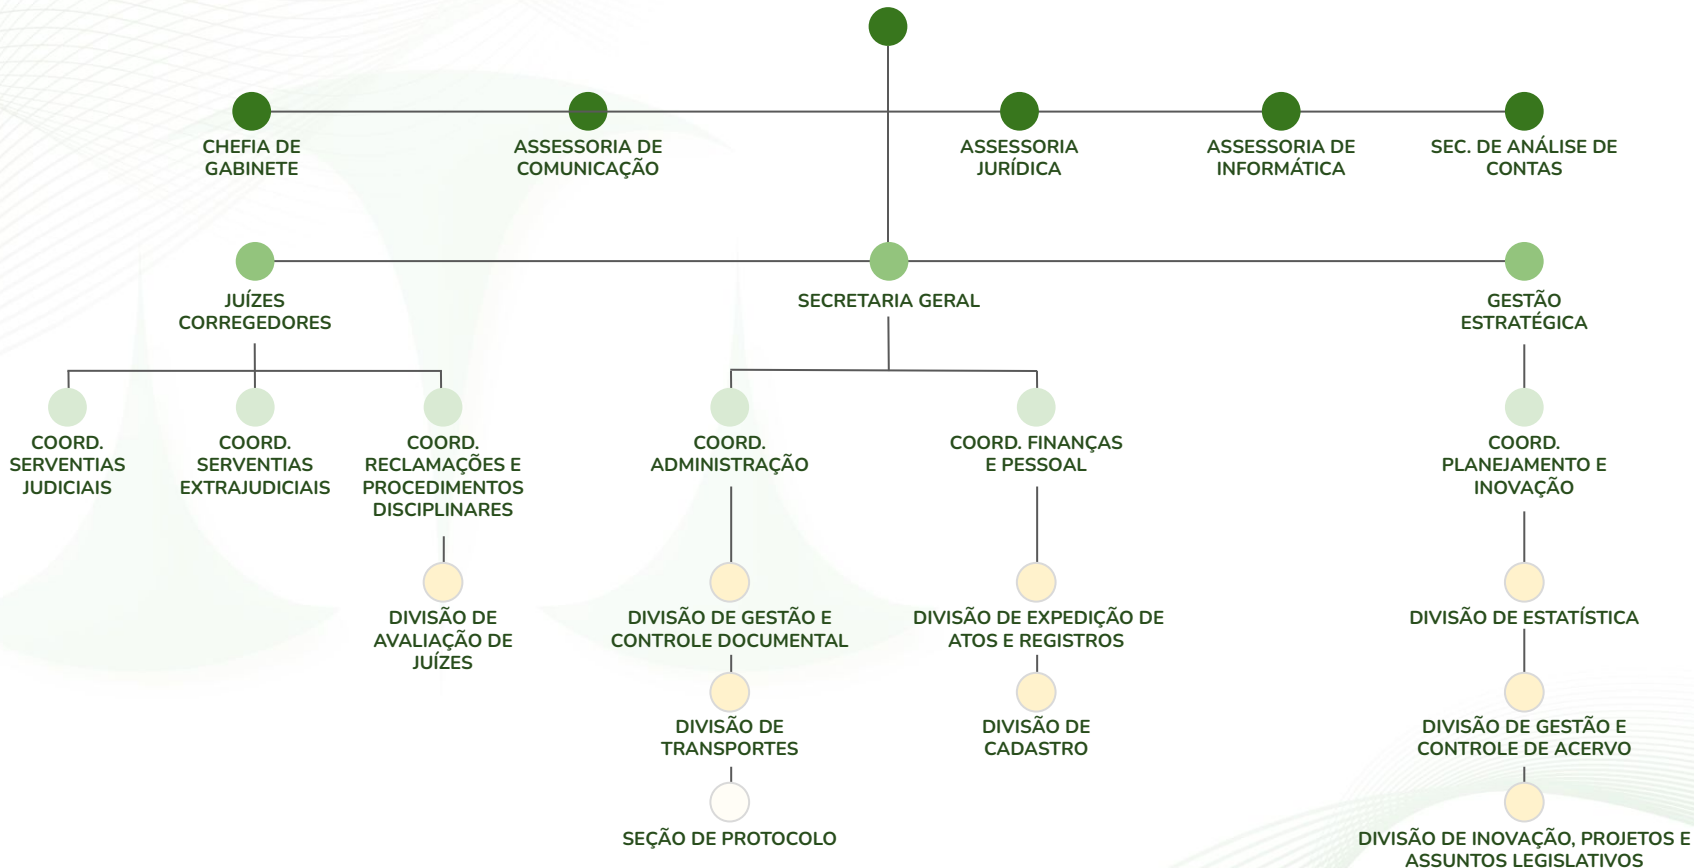 CHEFIA DE
GABINETE
ASSESSORIA DE
COMUNICAÇÃO
ASSESSORIA
JURÍDICA
ASSESSORIA DE
INFORMÁTICA
SEC. DE ANÁLISE DE
CONTAS
JUÍZES
CORREGEDORES
SECRETARIA GERAL
GESTÃO
ESTRATÉGICA
COORD.
SERVENTIAS
JUDICIAIS
COORD.
SERVENTIAS
EXTRAJUDICIAIS
COORD.
RECLAMAÇÕES E
PROCEDIMENTOS
DISCIPLINARES
COORD.
ADMINISTRAÇÃO
COORD. FINANÇAS
E PESSOAL
COORD.
PLANEJAMENTO E
INOVAÇÃO
DIVISÃO DE
AVALIAÇÃO DE
JUÍZES
DIVISÃO DE GESTÃO E
CONTROLE DOCUMENTAL
DIVISÃO DE EXPEDIÇÃO DE
ATOS E REGISTROS
DIVISÃO DE ESTATÍSTICA
DIVISÃO DE
TRANSPORTES
DIVISÃO DE
CADASTRO
DIVISÃO DE GESTÃO E
CONTROLE DE ACERVO
SEÇÃO DE PROTOCOLO
DIVISÃO DE INOVAÇÃO, PROJETOS E
ASSUNTOS LEGISLATIVOS